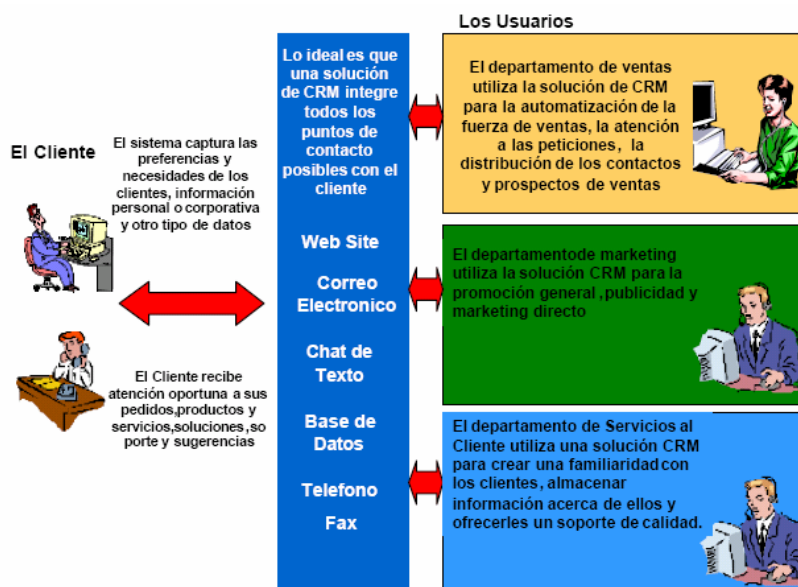 Los Usuarios
El Cliente
El sistema captura las
preferencias y
necesidades de los
clientes, información
personal o corporativa
y otro tipo de datos
El Cliente recibe
atención oportuna a sus
pedidos,productos y
servicios,soluciones,so
porte y sugerencias
Lo ideal es que
una solución
de CRM integre
todos los
puntos de
contacto
posibles con el
cliente
Web Site
Correo
Electronico
Chat de
Texto
Base de
Datos
Telefono
Fax
El departamento de ventas
utiliza la solución de CRM
para la automatización de la
fuerza de ventas, la atención
a las peticiones, la
distribución de los contactos
y prospectos de ventas
El departamentode marketing
utiliza la solución CRM para la
promoción general ,publicidad y
marketing directo
El departamento de Servicios al
Cliente utiliza una solución CRM
para crear una familiaridad con
los clientes, almacenar
información acerca de ellos y
ofrecerles un soporte de calidad.